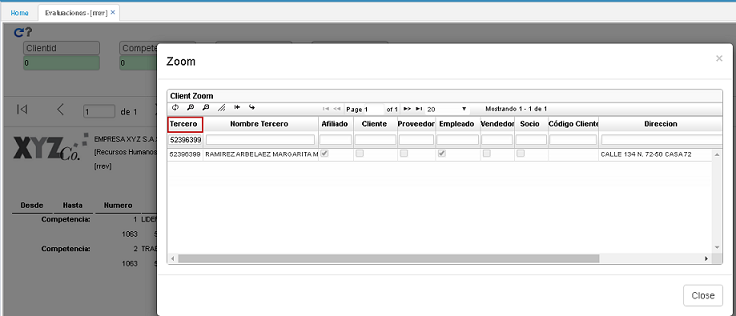 Home
Evaluaciones - [rrev] ×
Clientid
Compete
0
0
1 de 1
XYZ Co.
EMPRESA XYZ S.A
[Recursos Humanos
[rrev]
Desde Hasta Numero
Competencia: 1 LIDE
1063
Competencia: 2 TRAB
1063
Zoom
×
Client Zoom
Page 1 of 1 20 Mostrando 1 - 1 de 1
Tercero Nombre Tercero Afiliado Cliente Proveedor Empleado Vendedor Socio Código Cliente Direccion
52396399
52396399 RAMIREZ ARBELAEZ MARGARITA M CALLE 134 N. 72-50 CASA 72
Close